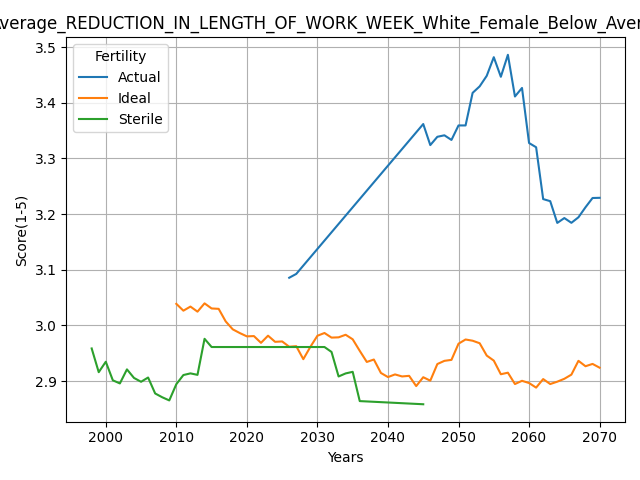 verage_REDUCTION_IN_LENGTH_OF_WORK_WEEK_White_Female_Below_Aver
Fertility
Actual
Ideal
Sterile
3.5
3.4
3.3
3.2
3.1
3.0
2.9
Score(1-5)
2000 2010 2020 2030 2040 2050 2060 2070
Years